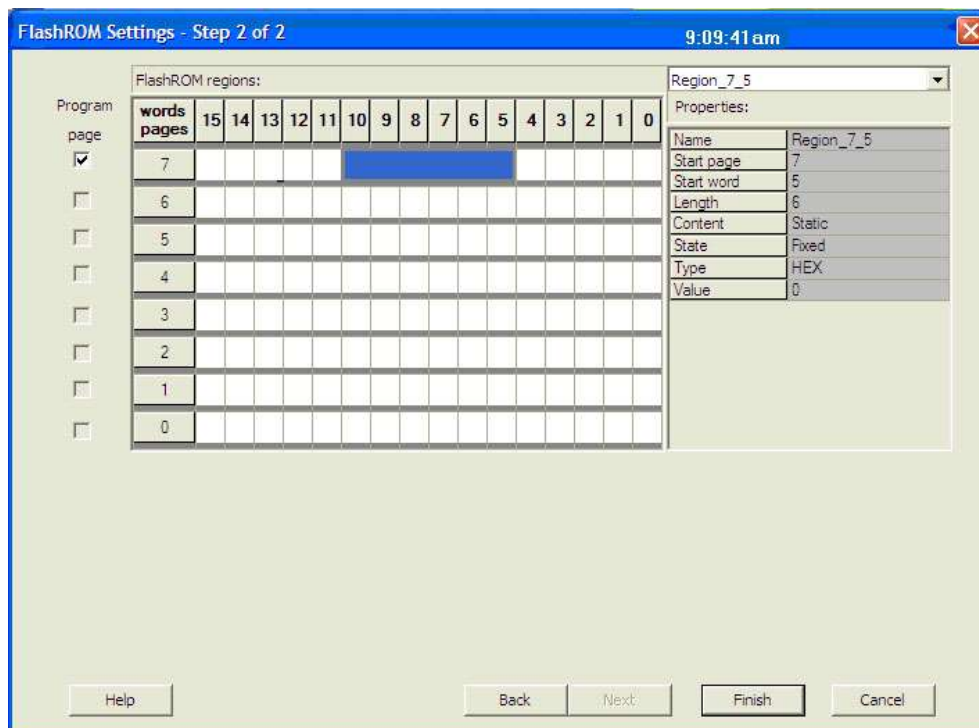 FlashROM Settings - Step 2 of 2
9:09:41am
FlashROM regions:
Region_7_5
Program page
words pages 15 14 13 12 11 10 9 8 7 6 5 4 3 2 1 0
7
6
5
4
3
2
1
0
Properties:
Name Region_7_5
Start page 7
Start word 5
Length 6
Content Static
State Fixed
Type HEX
Value 0
Help
Back
Next
Finish
Cancel